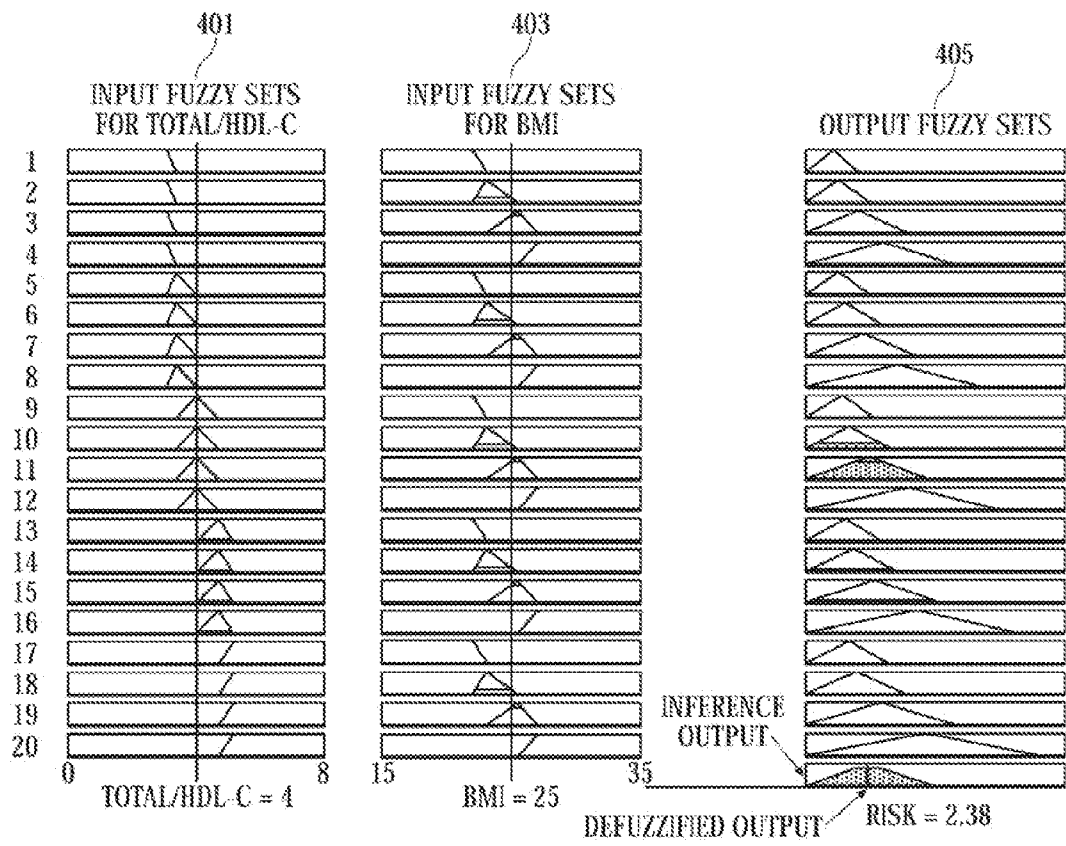 401
403
405
INPUT FUZZY SETS
FOR TOTAL/HDL-C
INPUT FUZZY SETS
FOR BMI
OUTPUT FUZZY SETS
1
2
3
4
5
6
7
8
9
10
11
12
13
14
15
16
17
18
19
20
0
8
TOTAL/HDL-C = 4
15
35
BMI = 25
INFERENCE
OUTPUT
DEFUZZIFIED OUTPUT
RISK = 2.38